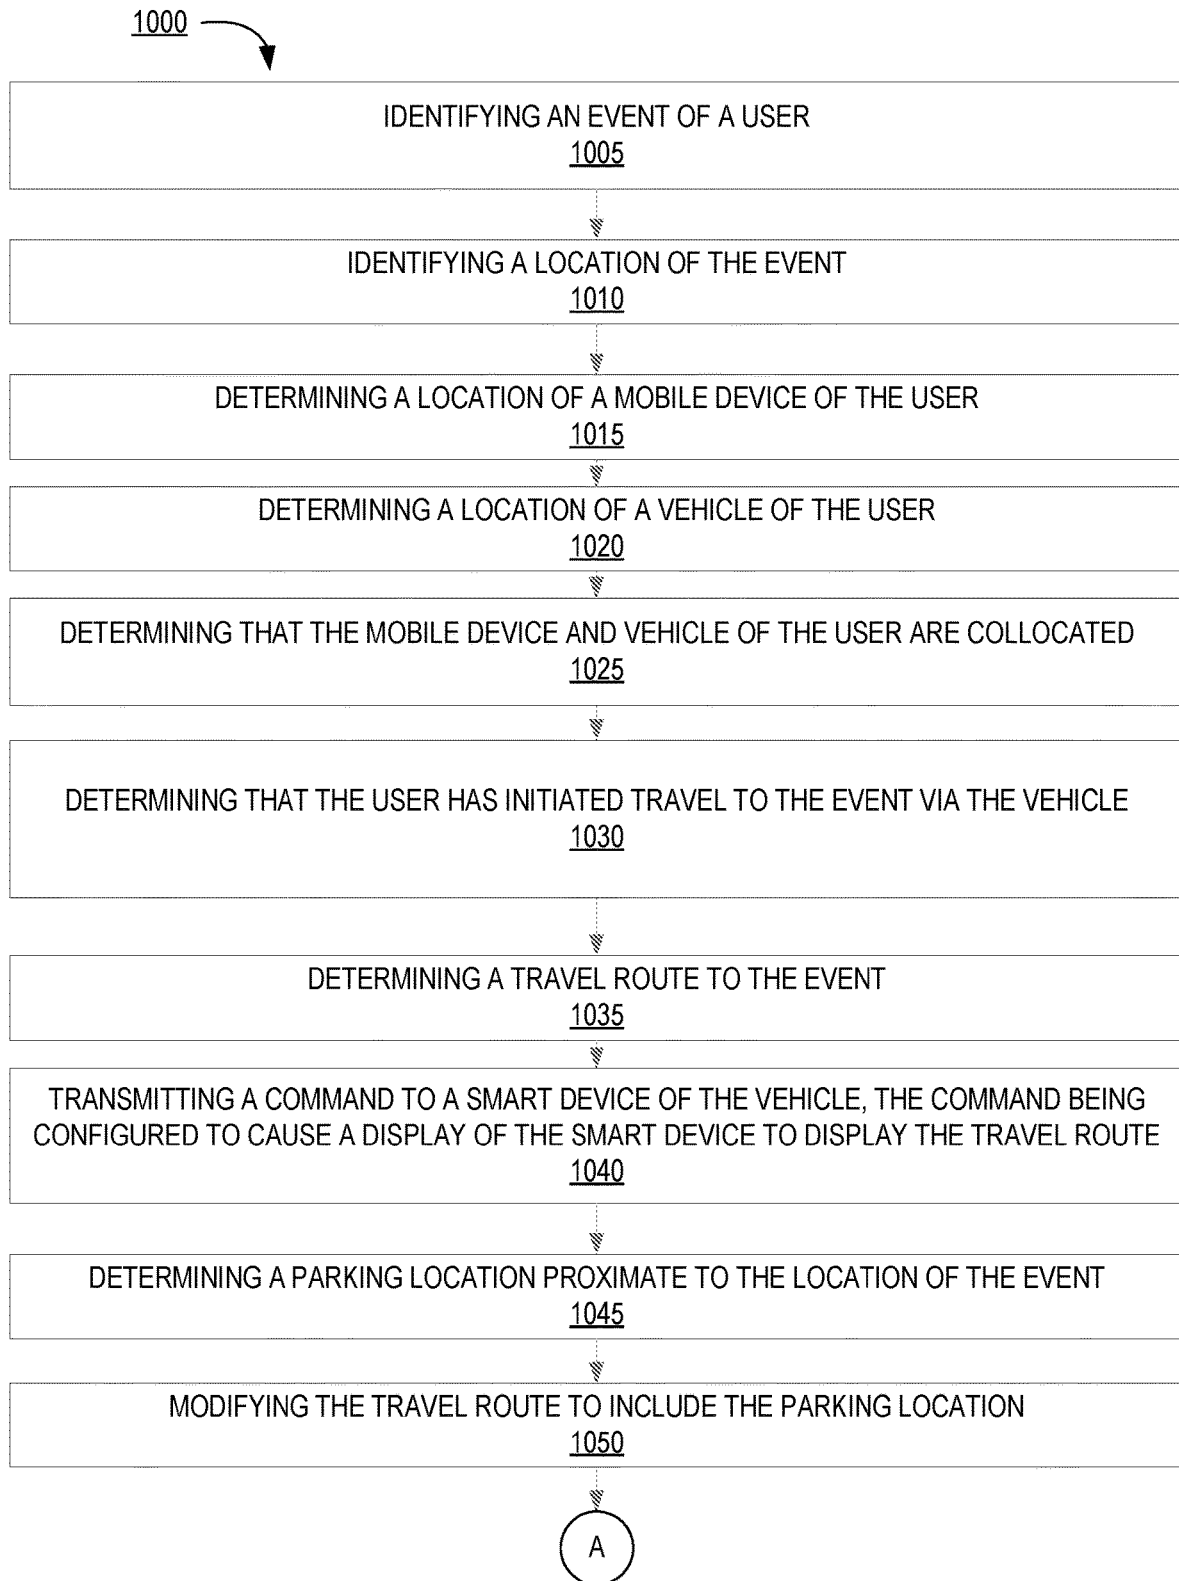 1000
IDENTIFYING AN EVENT OF A USER
1005
IDENTIFYING A LOCATION OF THE EVENT
1010
DETERMINING A LOCATION OF A MOBILE DEVICE OF THE USER
1015
DETERMINING A LOCATION OF A VEHICLE OF THE USER
1020
DETERMINING THAT THE MOBILE DEVICE AND VEHICLE OF THE USER ARE COLLOCATED
1025
DETERMINING THAT THE USER HAS INITIATED TRAVEL TO THE EVENT VIA THE VEHICLE
1030
DETERMINING A TRAVEL ROUTE TO THE EVENT
1035
TRANSMITTING A COMMAND TO A SMART DEVICE OF THE VEHICLE, THE COMMAND BEING
CONFIGURED TO CAUSE A DISPLAY OF THE SMART DEVICE TO DISPLAY THE TRAVEL ROUTE
1040
DETERMINING A PARKING LOCATION PROXIMATE TO THE LOCATION OF THE EVENT
1045
MODIFYING THE TRAVEL ROUTE TO INCLUDE THE PARKING LOCATION
1050
A